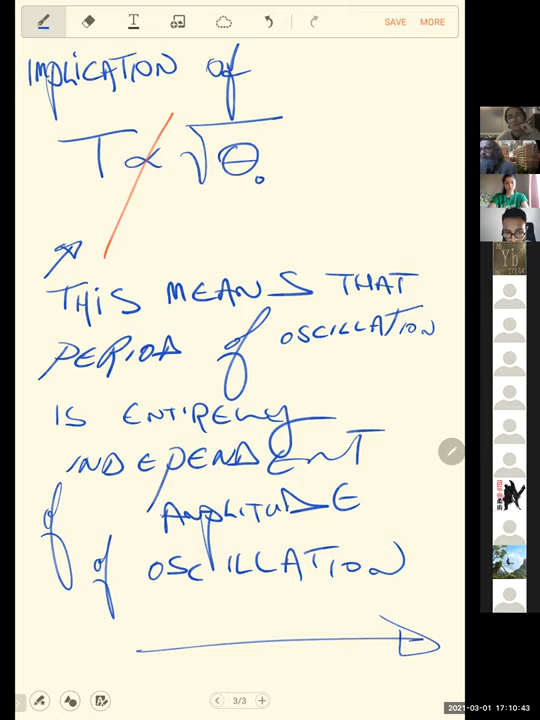 SAVE MORE
IMPLICATION of
T ∝ √θ₀
THIS MEANS THAT
PERIOD of OSCILLATION
IS ENTIRELY
INDEPENDENT
of AMPLITUDE
of OSCILLATION
3/3
Yb
2021-03-01 17:10:43